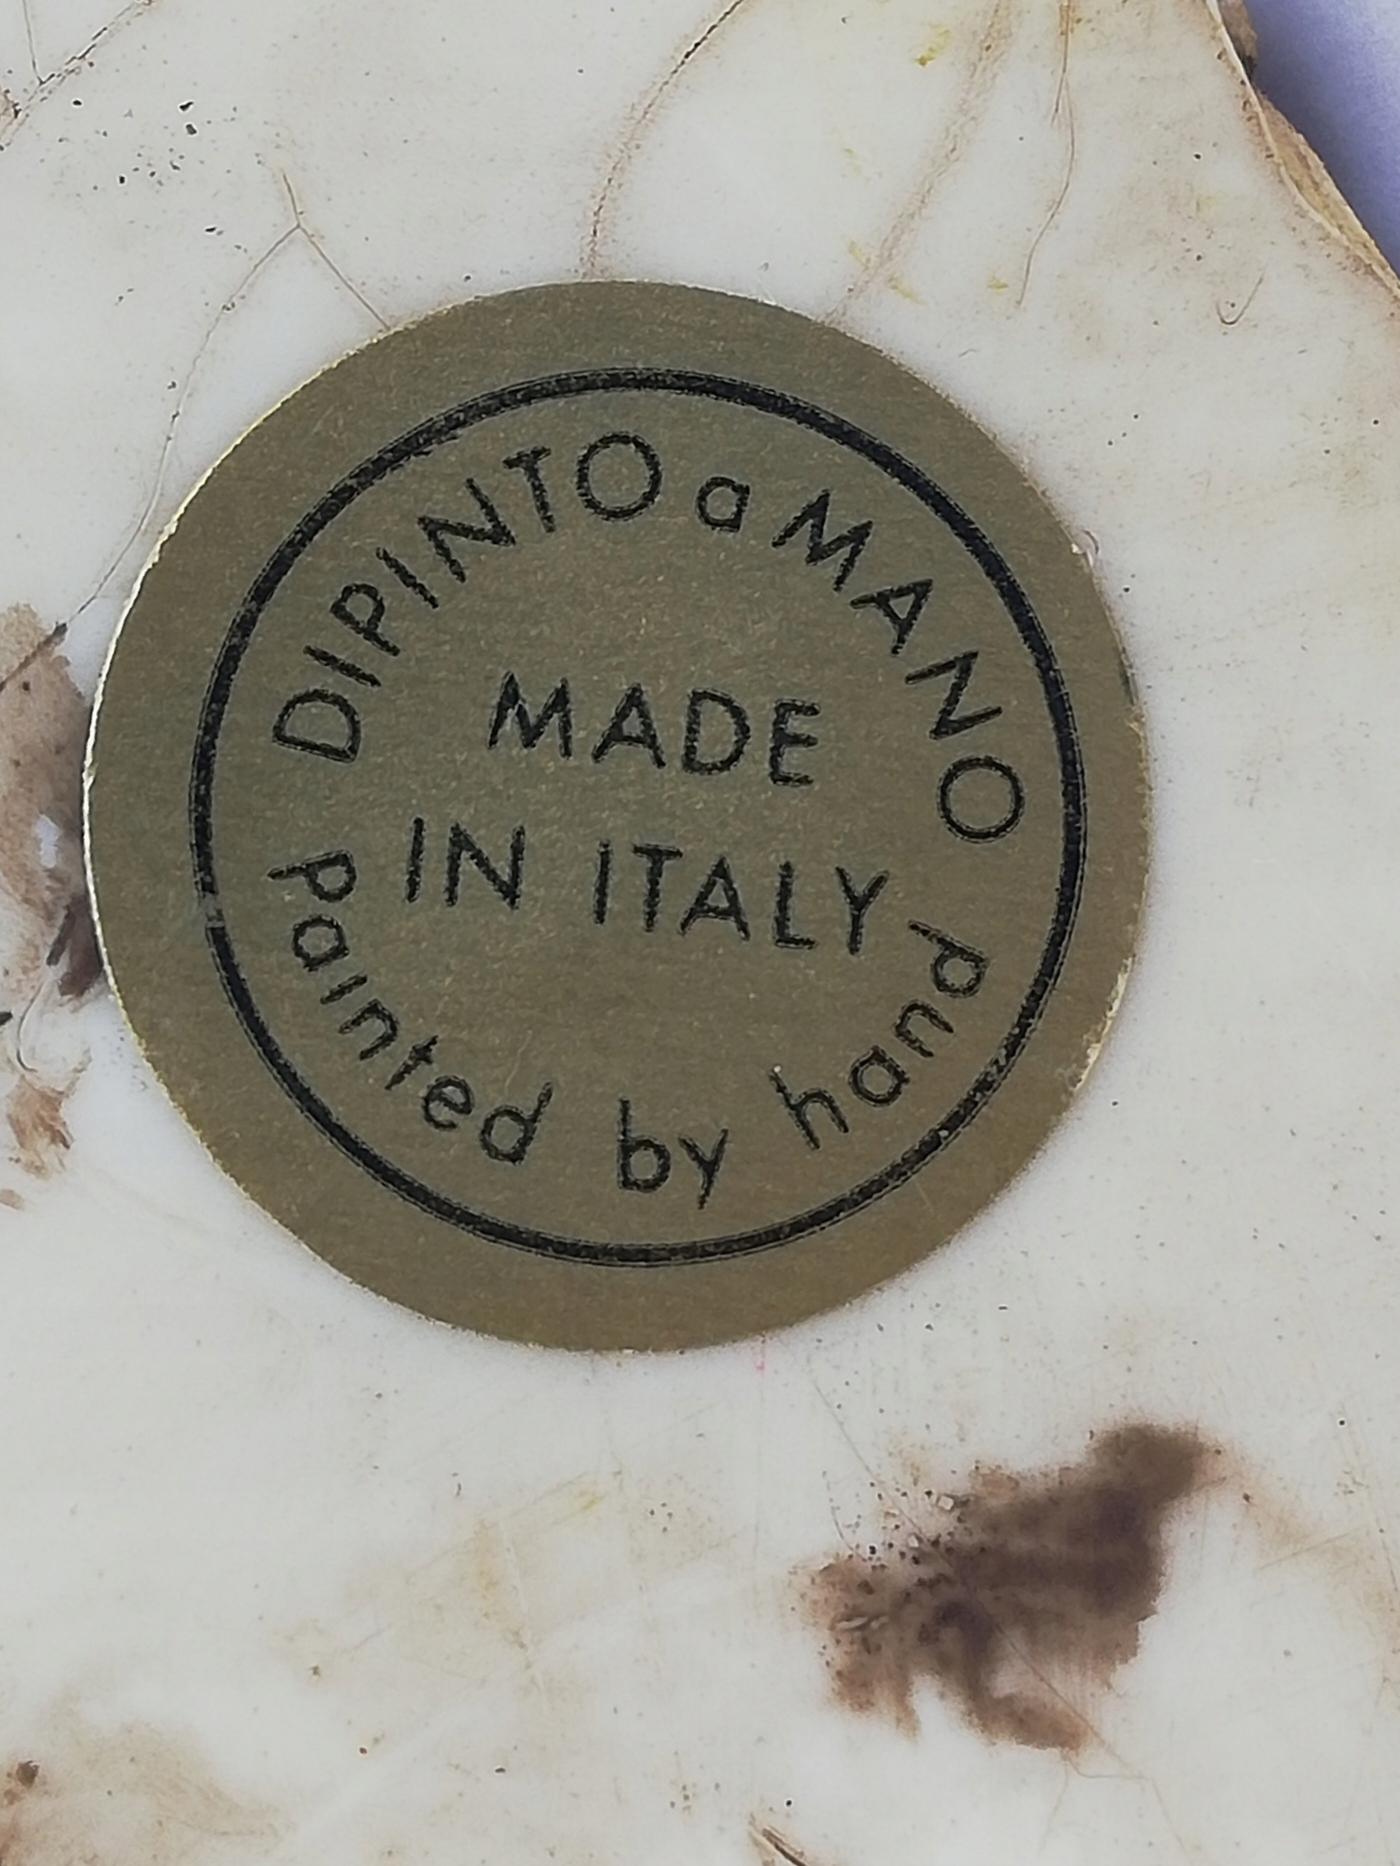 DIPINTO a MANO
MADE
IN ITALY
painted by hand